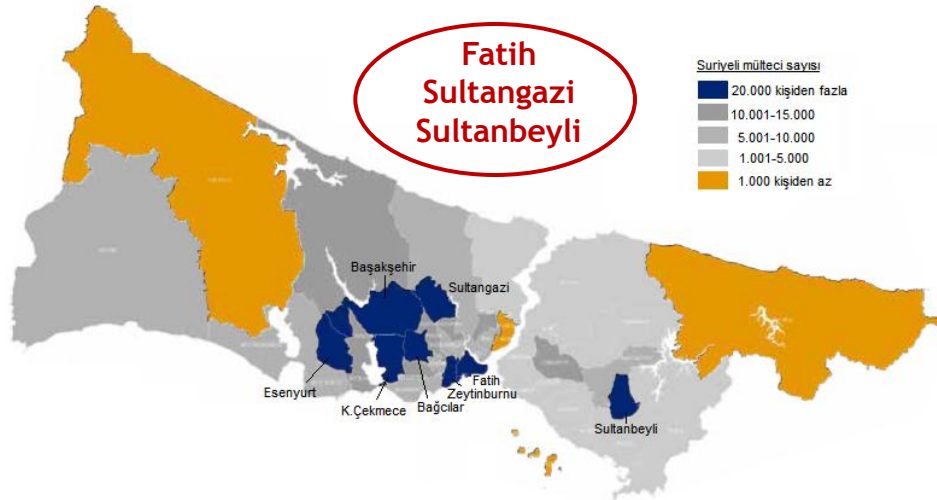 Fatih
Sultangazi
Sultanbeyli
Suriyeli mülteci sayısı
20.000 kişiden fazla
10.001-15.000
5.001-10.000
1.001-5.000
1.000 kişiden az
Başakşehir
Sultangazi
Esenyurt
K.Çekmece
Bağcılar
Fatih
Zeytinburnu
Sultanbeyli